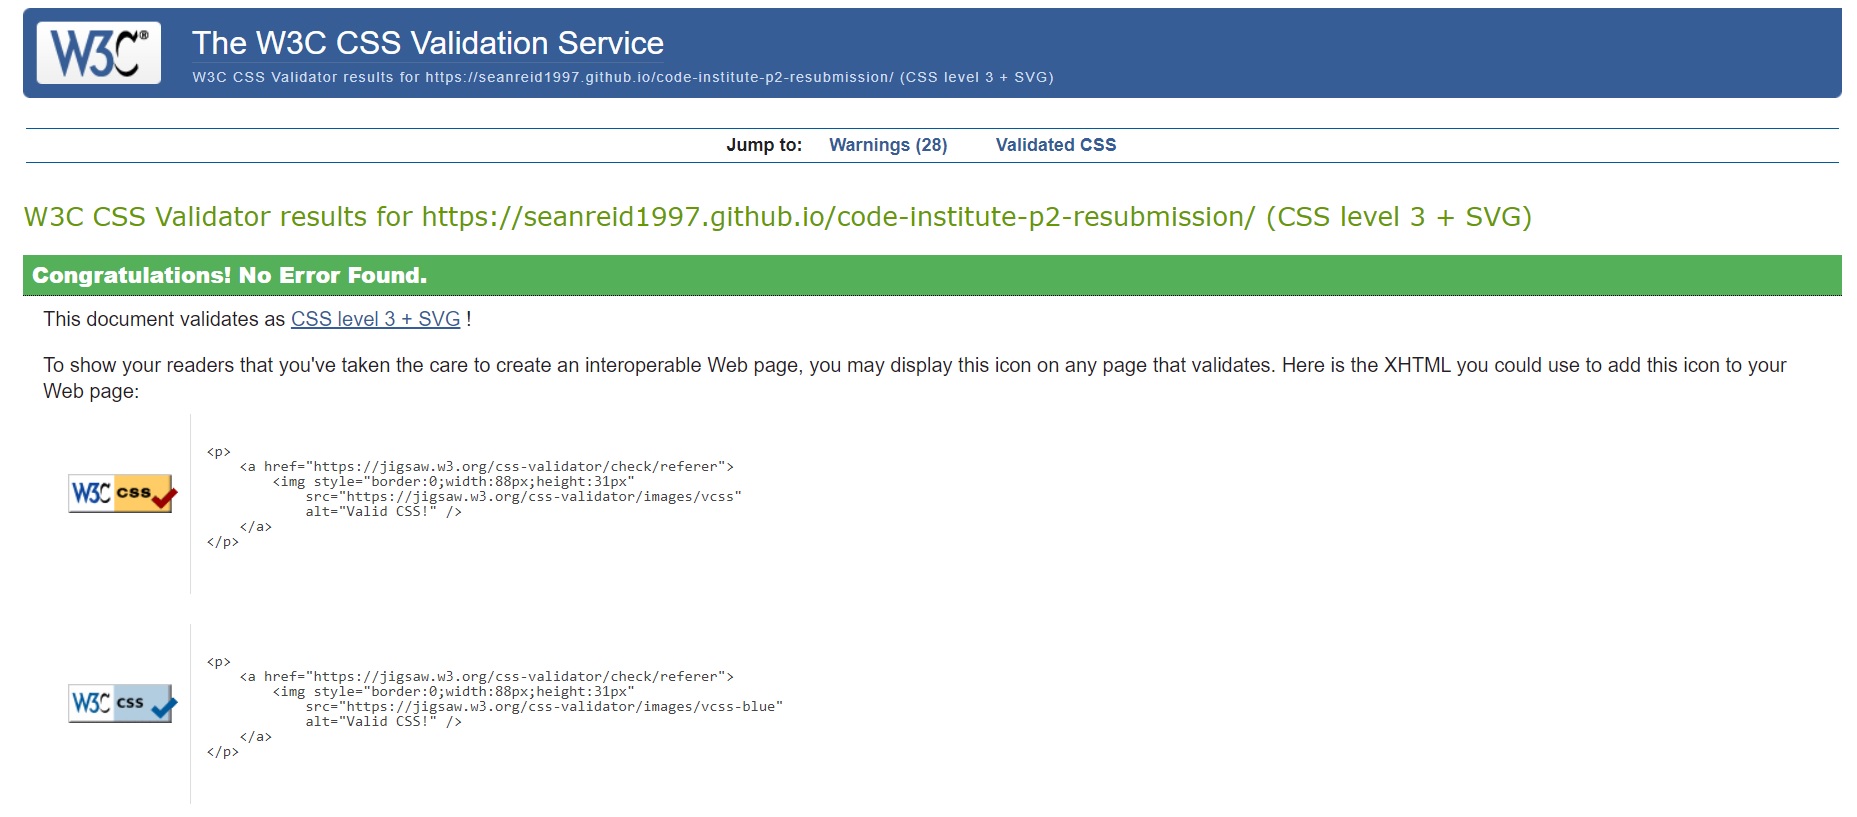 W3C® The W3C CSS Validation Service
W3C CSS Validator results for https://seanreid1997.github.io/code-institute-p2-resubmission/ (CSS level 3 + SVG)
Jump to: Warnings (28) Validated CSS
W3C CSS Validator results for https://seanreid1997.github.io/code-institute-p2-resubmission/ (CSS level 3 + SVG)
Congratulations! No Error Found.
This document validates as CSS level 3 + SVG !
To show your readers that you've taken the care to create an interoperable Web page, you may display this icon on any page that validates. Here is the XHTML you could use to add this icon to your
Web page:
W3C css
<p>
    <a href="https://jigsaw.w3.org/css-validator/check/referer">
        <img style="border:0;width:88px;height:31px"
            src="https://jigsaw.w3.org/css-validator/images/vcss"
            alt="Valid CSS!" />
    </a>
</p>
W3C css
<p>
    <a href="https://jigsaw.w3.org/css-validator/check/referer">
        <img style="border:0;width:88px;height:31px"
            src="https://jigsaw.w3.org/css-validator/images/vcss-blue"
            alt="Valid CSS!" />
    </a>
</p>